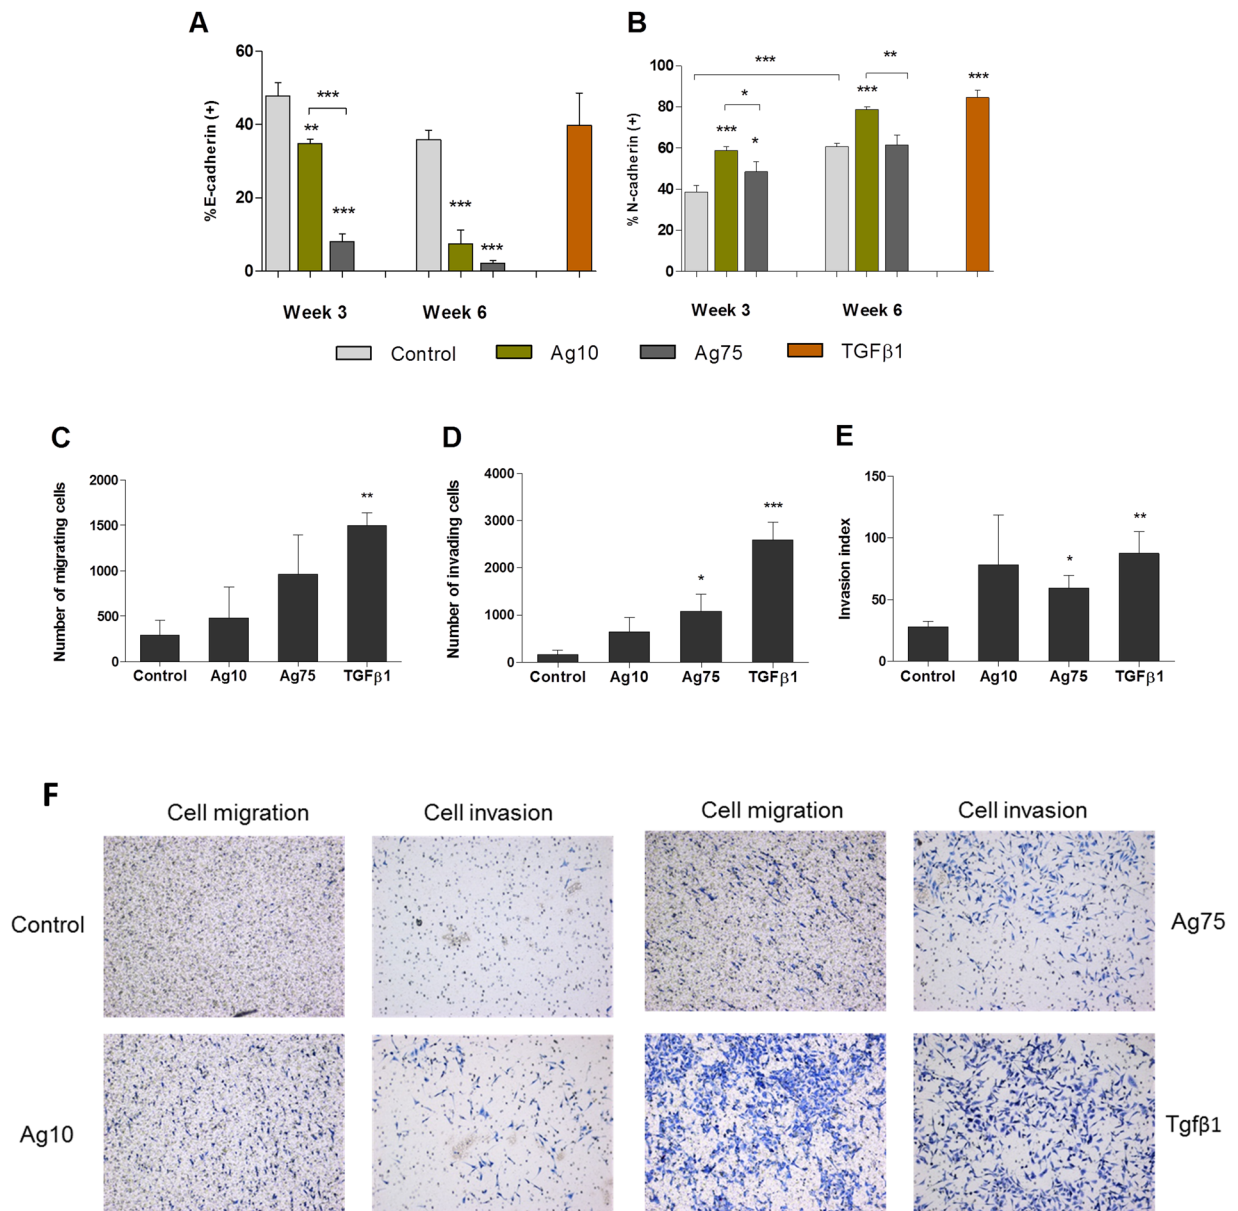 A
B
%E-cadherin (+)
60
40
20
0
**
***
***
***
***
Week 3
Week 6
% N-cadherin (+)
100
80
60
40
20
0
***
*
***
*
**
***
***
Week 3
Week 6
Control
Ag10
Ag75
TGFβ1
C
D
E
Number of migrating cells
2000
1500
1000
500
0
**
Control
Ag10
Ag75
TGFβ1
Number of invading cells
4000
3000
2000
1000
0
*
***
Control
Ag10
Ag75
TGFβ1
Invasion index
150
100
50
0
*
**
Control
Ag10
Ag75
TGFβ1
F
Cell migration
Cell invasion
Cell migration
Cell invasion
Control
Ag75
Ag10
Tgfβ1